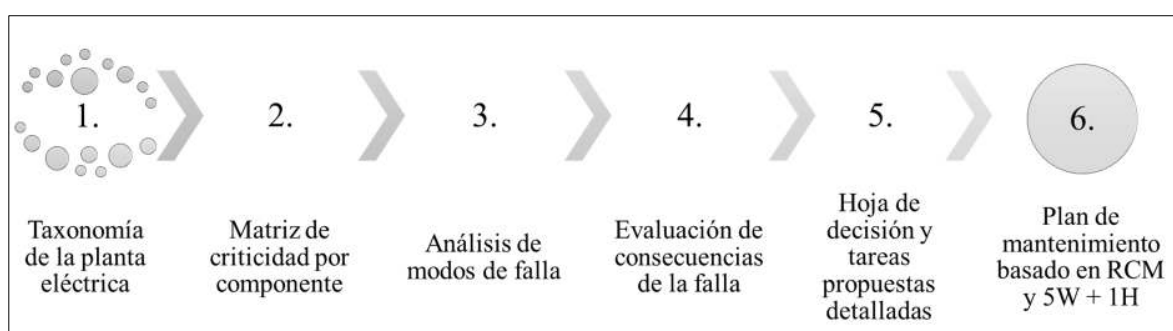 1.
2.
3.
4.
5.
6.
Taxonomía
de la planta
eléctrica
Matriz de
criticidad por
componente
Análisis de
modos de falla
Evaluación de
consecuencias
de la falla
Hoja de
decisión y
tareas
propuestas
detalladas
Plan de
mantenimiento
basado en RCM
y 5W + 1H